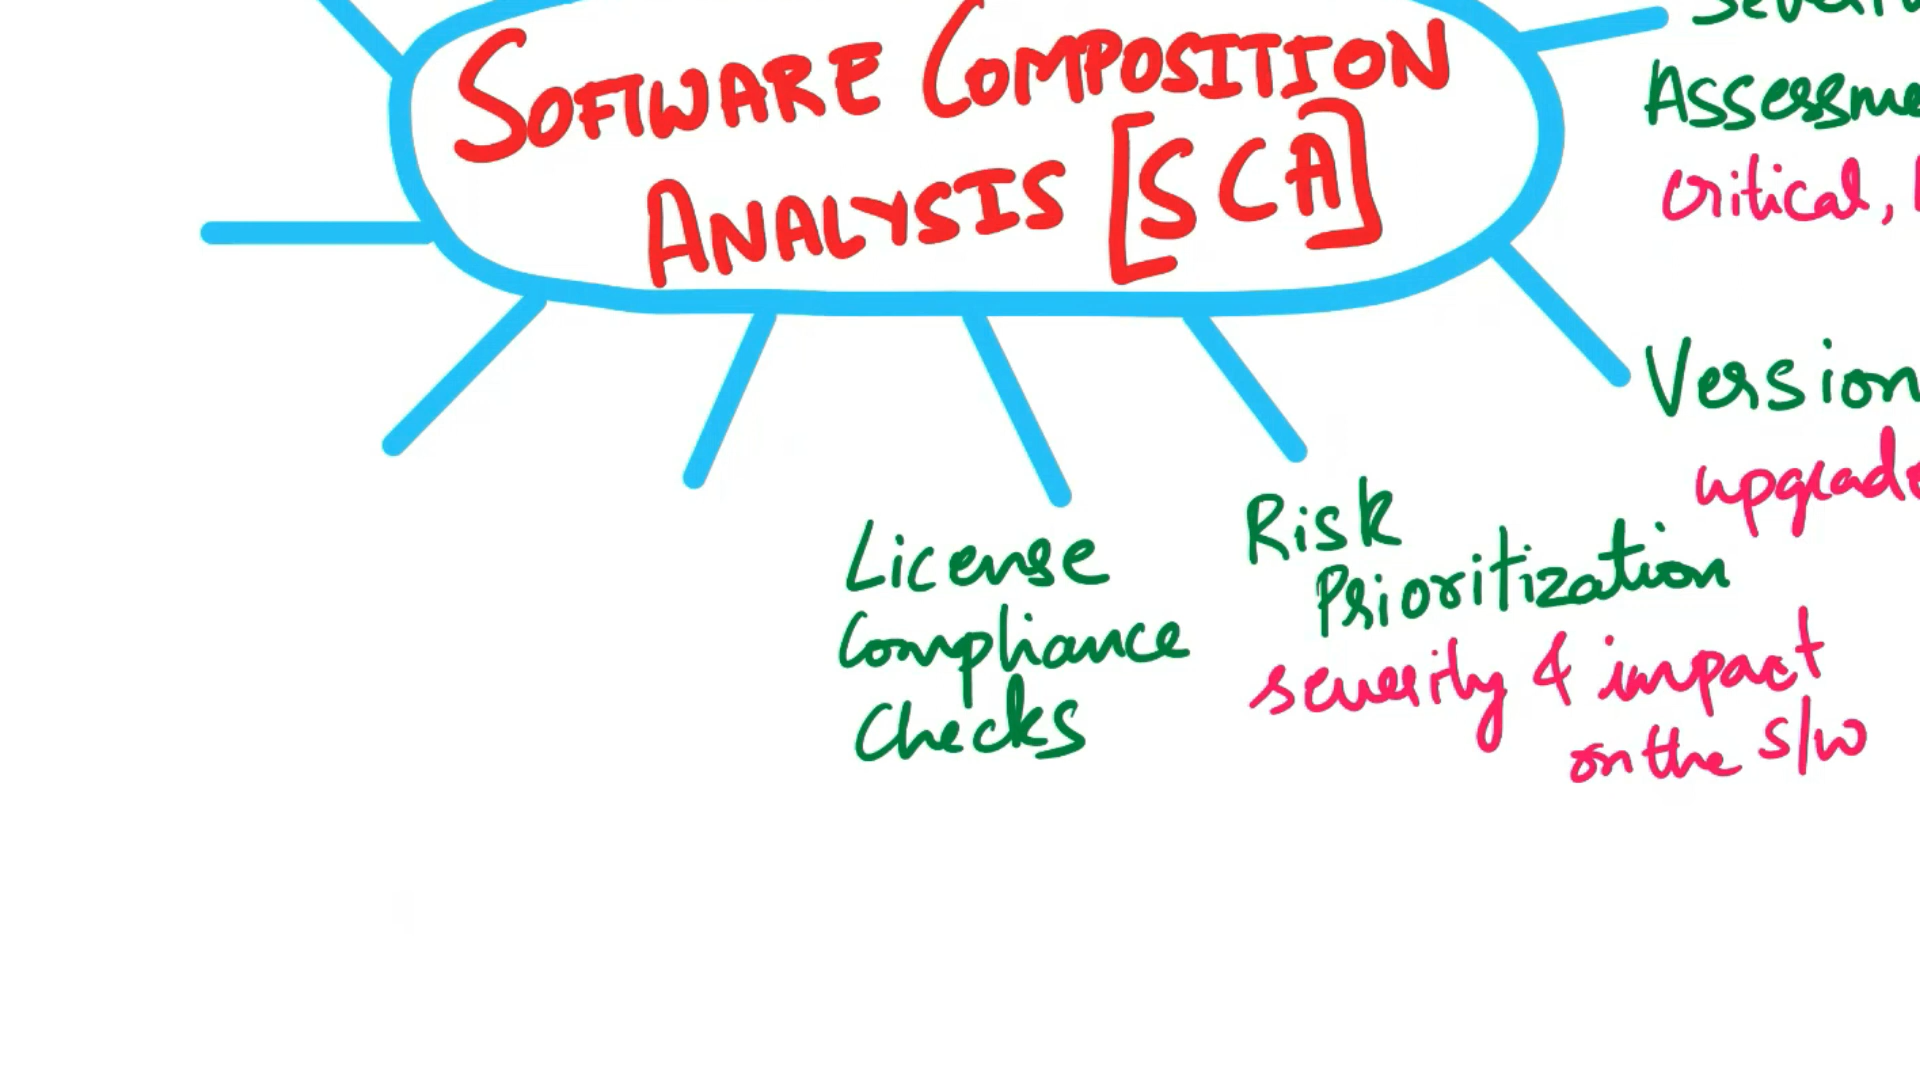 SOFTWARE COMPOSITION
ANALYSIS [SCA]
Assessme
critical,
Version
upgrade
Risk
Prioritization
severity & impact
on the s/w
License
Compliance
Checks